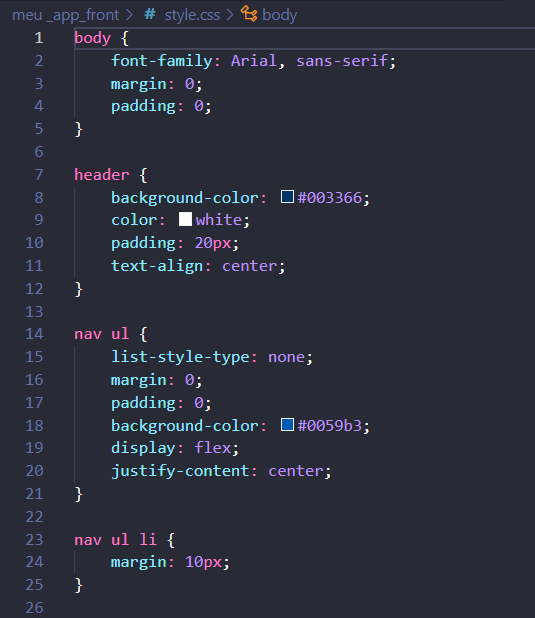 meu _app_front > # style.css > body
1 body {
2     font-family: Arial, sans-serif;
3     margin: 0;
4     padding: 0;
5 }
6
7 header {
8     background-color: #003366;
9     color: white;
10     padding: 20px;
11     text-align: center;
12 }
13
14 nav ul {
15     list-style-type: none;
16     margin: 0;
17     padding: 0;
18     background-color: #0059b3;
19     display: flex;
20     justify-content: center;
21 }
22
23 nav ul li {
24     margin: 10px;
25 }
26